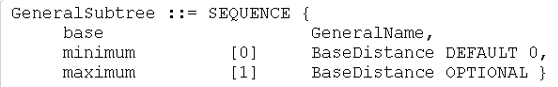 GeneralSubtree ::= SEQUENCE {
base GeneralName,
minimum [0] BaseDistance DEFAULT 0,
maximum [1] BaseDistance OPTIONAL }